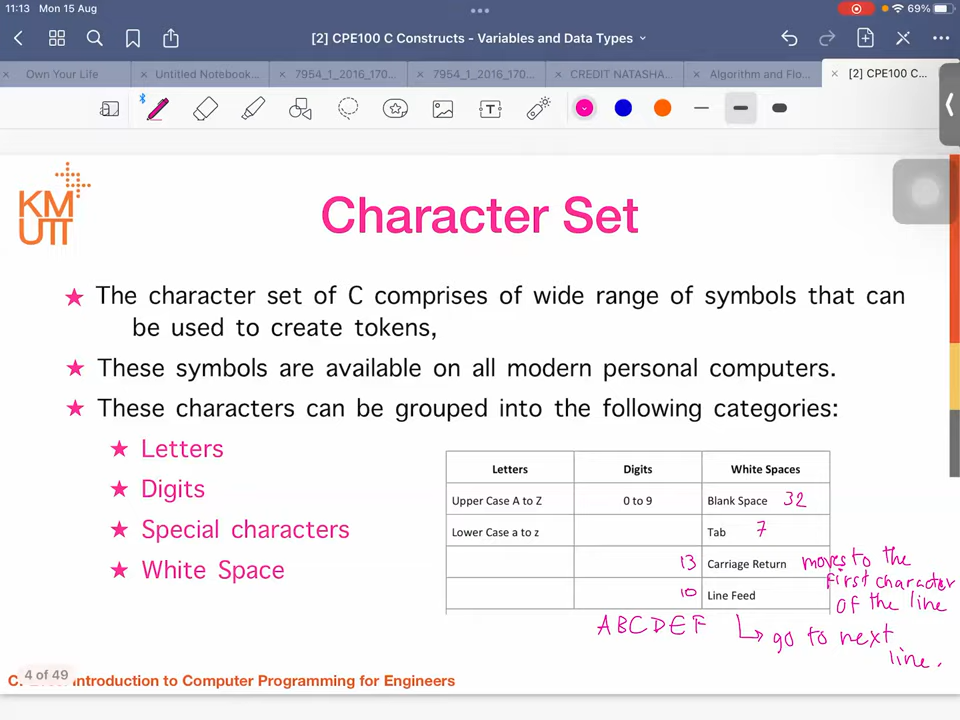 11:13 Mon 15 Aug
69%
[2] CPE100 C Constructs - Variables and Data Types
Own Your Life
Untitled Notebook...
7954_1_2016_170...
7954_1_2016_170...
CREDIT NATASHA...
Algorithm and Flo...
[2] CPE100 C...
KM
UTT
Character Set
The character set of C comprises of wide range of symbols that can
be used to create tokens,
These symbols are available on all modern personal computers.
These characters can be grouped into the following categories:
Letters
Digits
Special characters
White Space
Letters Digits White Spaces
Upper Case A to Z 0 to 9 Blank Space 32
Lower Case a to z Tab 7
13 Carriage Return moves to the
first character
of the line
10 Line Feed
ABCDEF go to next
line.
4 of 49
Introduction to Computer Programming for Engineers